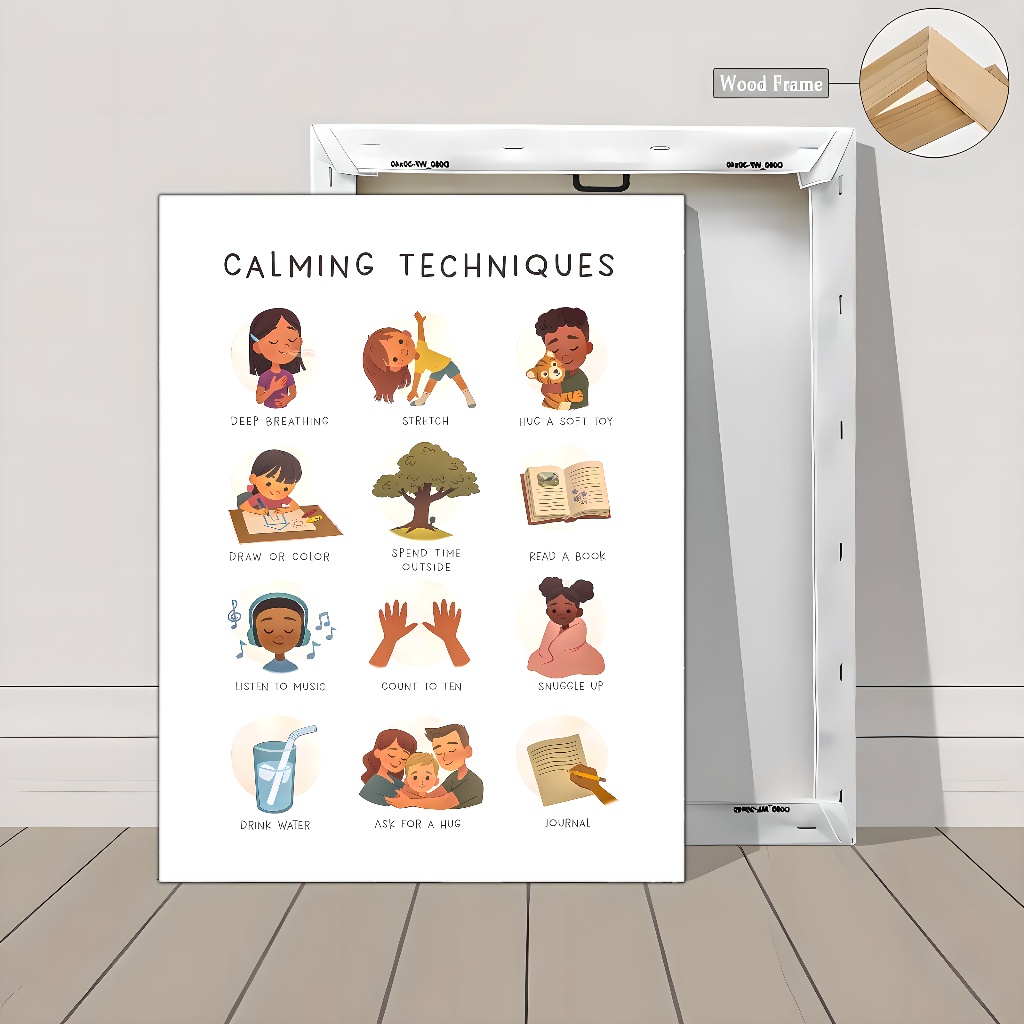 Wood Frame
CALMING TECHNIQUES
DEEP BREATHING
STRETCH
HUG A SOFT TOY
DRAW OR COLOR
SPEND TIME
OUTSIDE
READ A BOOK
LISTEN TO MUSIC
COUNT TO TEN
SNUGGLE UP
DRINK WATER
ASK FOR A HUG
JOURNAL